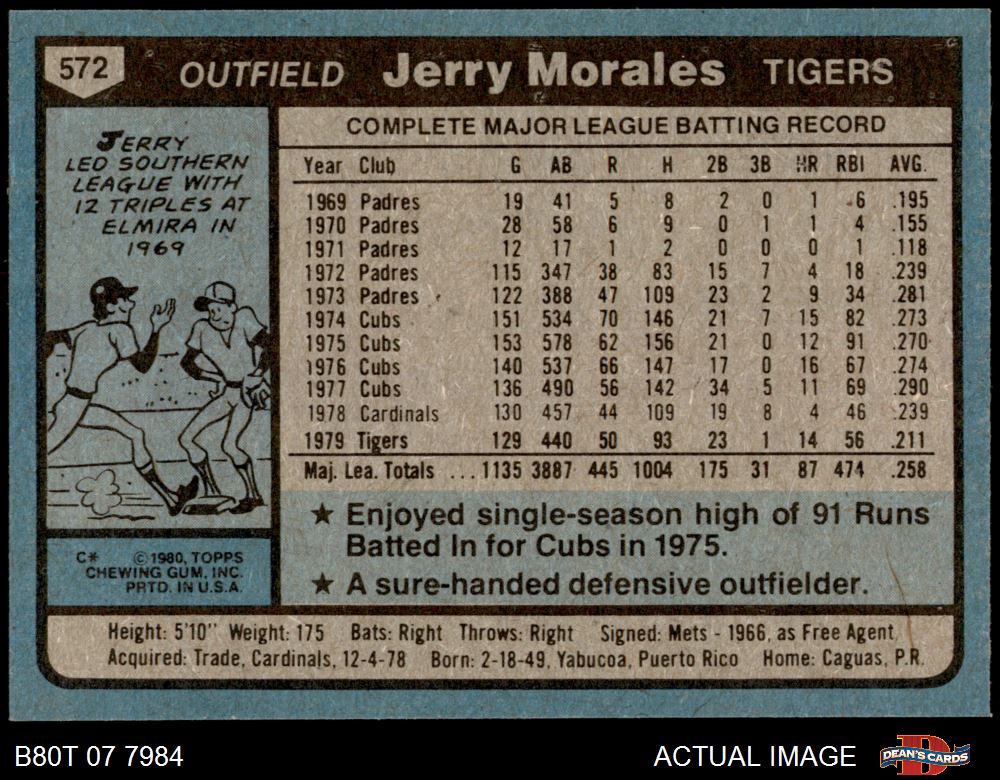 572 OUTFIELD Jerry Morales TIGERS
JERRY
LED SOUTHERN
LEAGUE WITH
12 TRIPLES AT
ELMIRA IN
1969
C* ©1980, TOPPS
CHEWING GUM, INC.
PRTD. IN U.S.A.
COMPLETE MAJOR LEAGUE BATTING RECORD
Year Club G AB R H 2B 3B HR RBI AVG.
1969 Padres 19 41 5 8 2 0 1 6 .195
1970 Padres 28 58 6 9 0 1 1 4 .155
1971 Padres 12 17 1 2 0 0 0 1 .118
1972 Padres 115 347 38 83 15 7 4 18 .239
1973 Padres 122 388 47 109 23 2 9 34 .281
1974 Cubs 151 534 70 146 21 7 15 82 .273
1975 Cubs 153 578 62 156 21 0 12 91 .270
1976 Cubs 140 537 66 147 17 0 16 67 .274
1977 Cubs 136 490 56 142 34 5 11 69 .290
1978 Cardinals 130 457 44 109 19 8 4 46 .239
1979 Tigers 129 440 50 93 23 1 14 56 .211
Maj. Lea. Totals ... 1135 3887 445 1004 175 31 87 474 .258
★ Enjoyed single-season high of 91 Runs
Batted In for Cubs in 1975.
★ A sure-handed defensive outfielder.
Height: 5'10" Weight: 175 Bats: Right Throws: Right Signed: Mets - 1966, as Free Agent
Acquired: Trade, Cardinals, 12-4-78 Born: 2-18-49, Yabucoa, Puerto Rico Home: Caguas, P.R.
B80T 07 7984 ACTUAL IMAGE DEAN'S CARDS